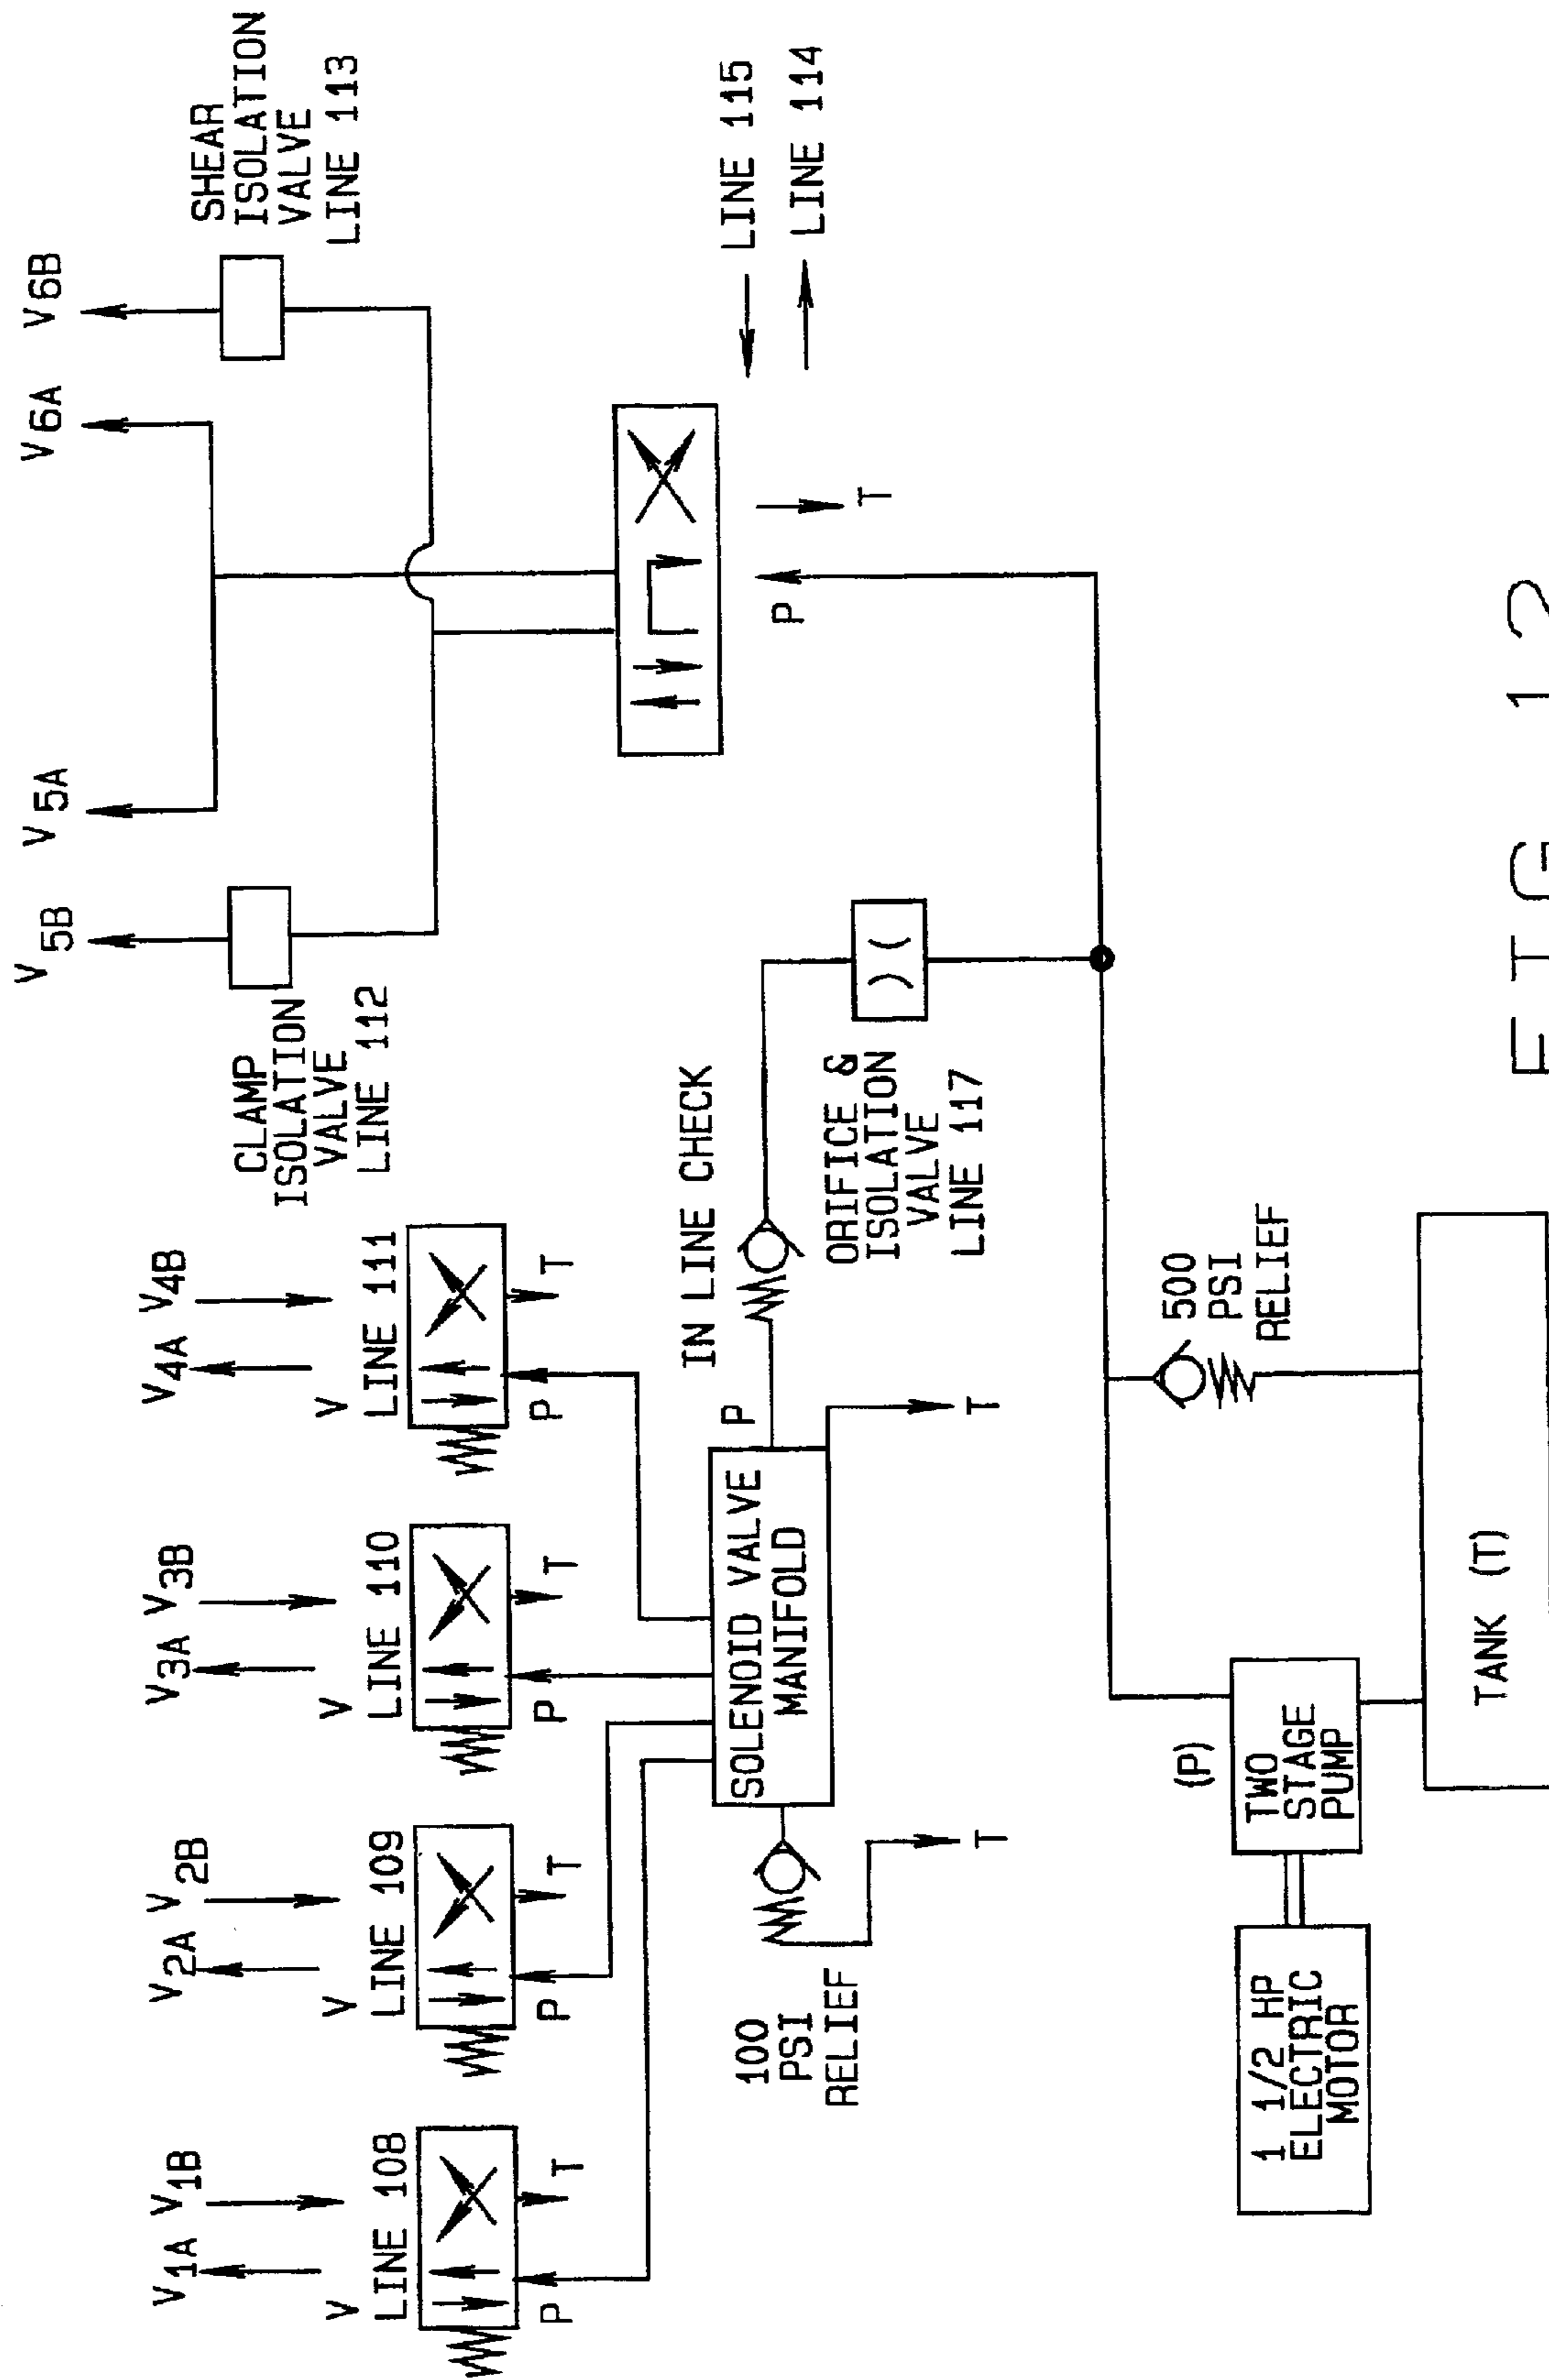 V1A V1B
V2A V2B
V3A V3B
V4A V4B
V5B V5A
V6A V6B
V
LINE 108
V
LINE 109
V
LINE 110
V
LINE 111
CLAMP
ISOLATION
VALVE
LINE 112
SHEAR
ISOLATION
VALVE
LINE 113
P T
P T
P T
P T
LINE 115
LINE 114
P T
IN LINE CHECK
100
PSI
RELIEF
T
SOLENOID VALVE
MANIFOLD
P
T
ORIFICE &
ISOLATION
VALVE
LINE 117
(P)
1 1/2 HP
ELECTRIC
MOTOR
TWO
STAGE
PUMP
500
PSI
RELIEF
TANK (T)
FIG 12